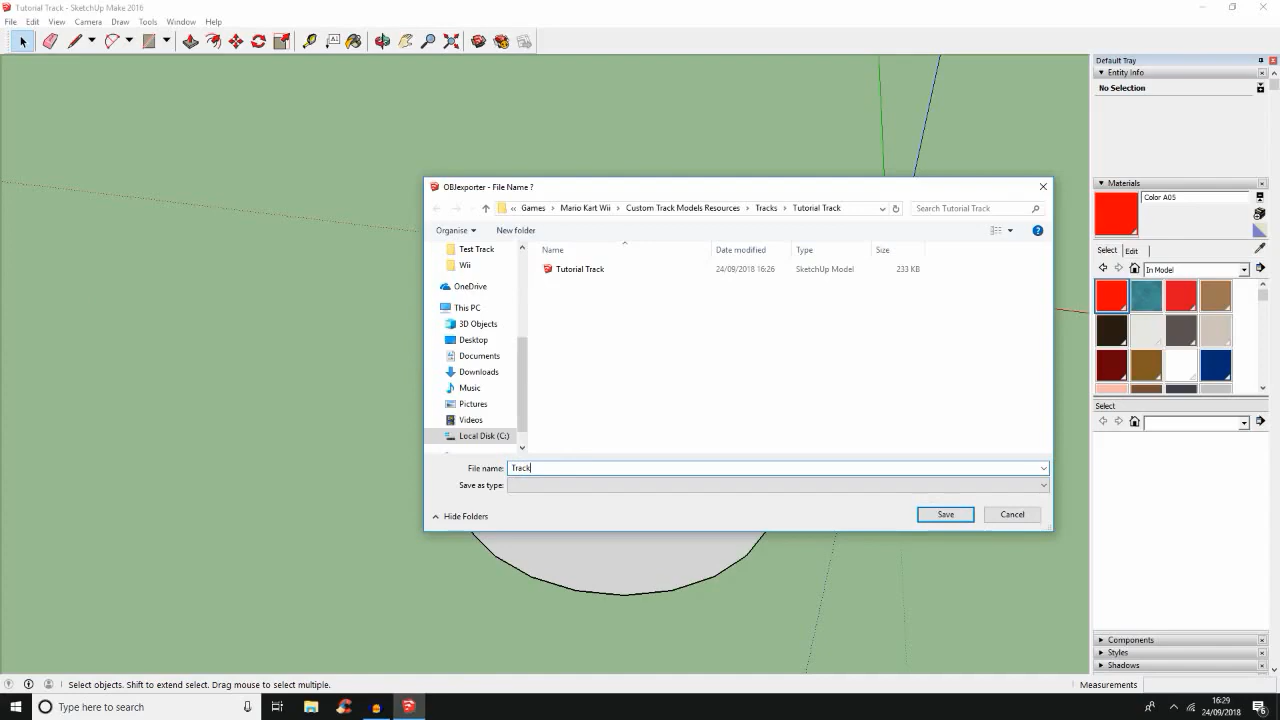 Tutorial Track - SketchUp Make 2016
File Edit View Camera Draw Tools Window Help
Default Tray
Entity Info
No Selection
Materials
Color A05
Select Edit
In Model
OBJexporter - File Name ?
« Games > Mario Kart Wii > Custom Track Models Resources > Tracks > Tutorial Track
Search Tutorial Track
Organise New folder
Name Date modified Type Size
Tutorial Track 24/09/2018 16:26 SketchUp Model 233 KB
Test Track
Wii
OneDrive
This PC
3D Objects
Desktop
Documents
Downloads
Music
Pictures
Videos
Local Disk (C:)
File name: Track
Save as type:
Hide Folders
Save Cancel
Select
Components
Styles
Shadows
Select objects. Shift to extend select. Drag mouse to select multiple.
Measurements
Type here to search
16:29
24/09/2018
6